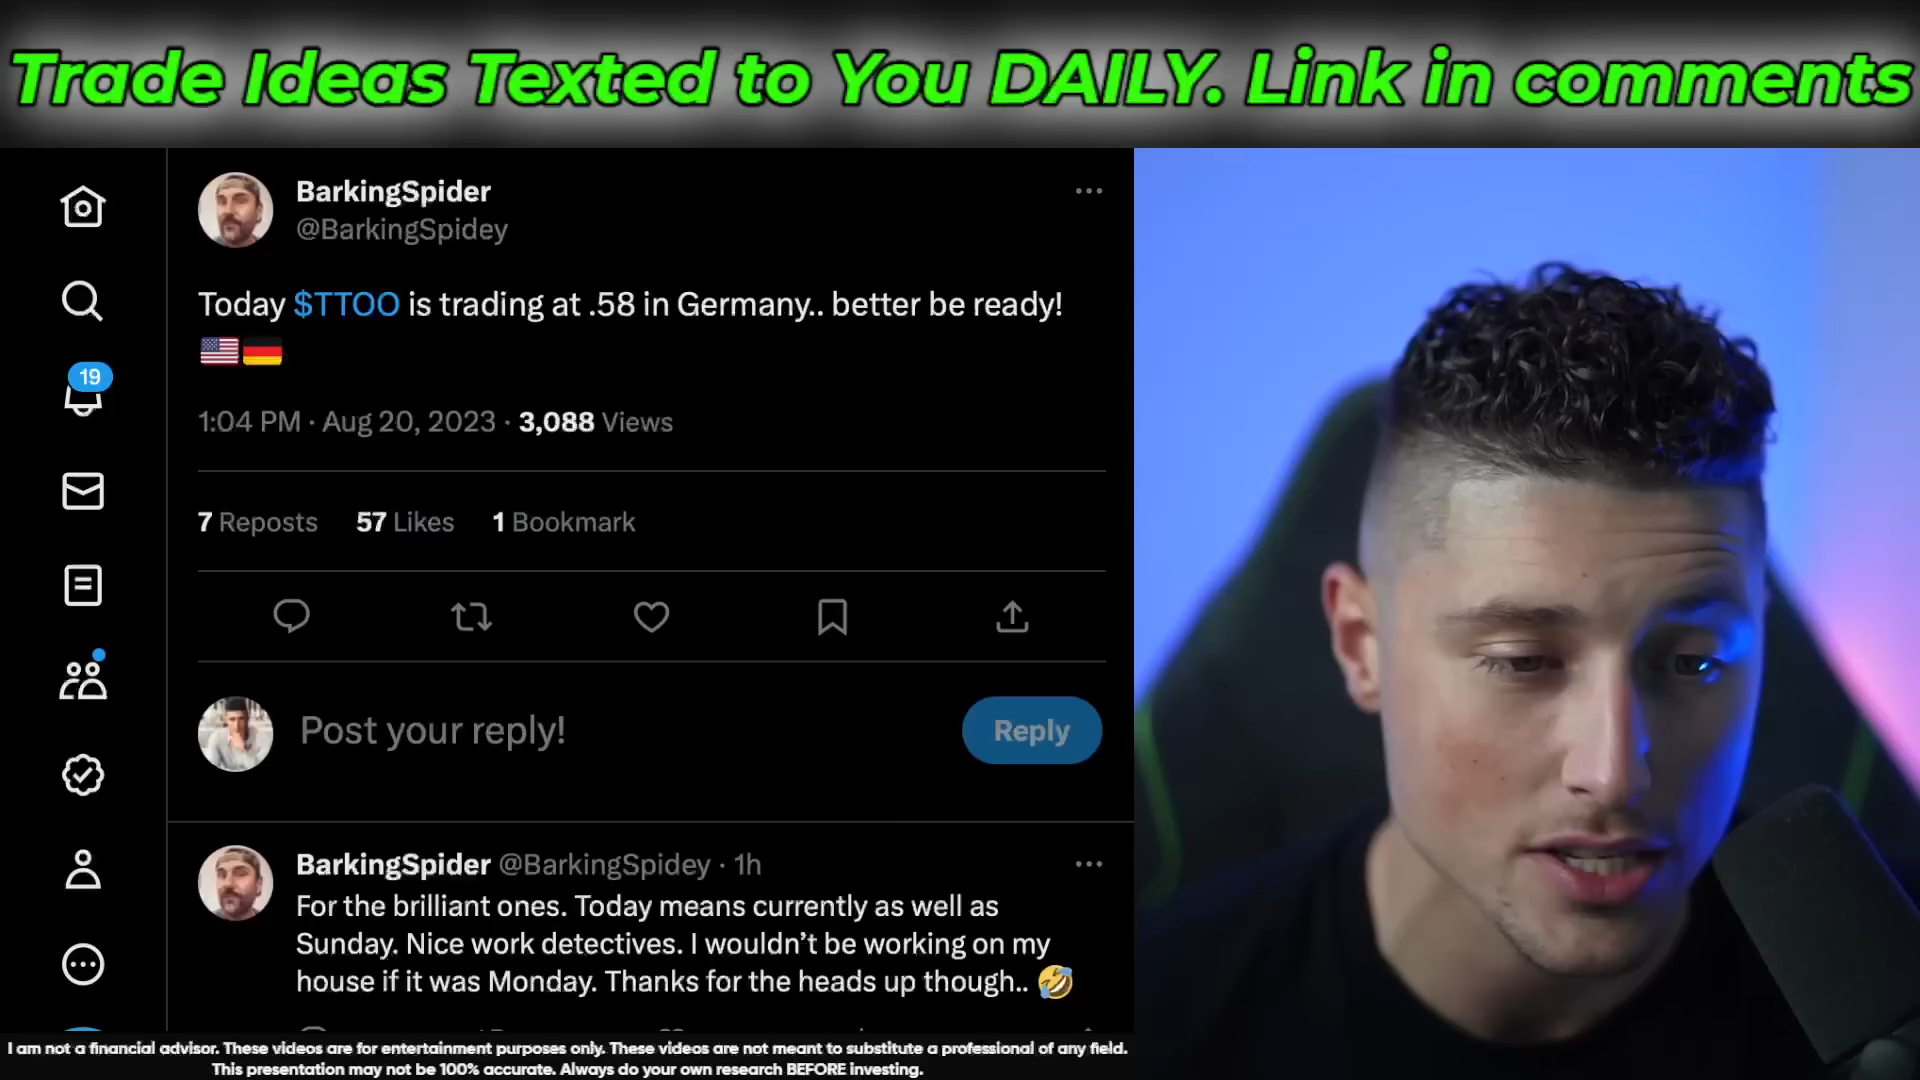 Trade Ideas Texted to You DAILY. Link in comments
BarkingSpider
@BarkingSpidey
Today $TTOO is trading at .58 in Germany.. better be ready!
🇺🇸🇩🇪
1:04 PM · Aug 20, 2023 · 3,088 Views
7 Reposts 57 Likes 1 Bookmark
19
Post your reply!
Reply
BarkingSpider @BarkingSpidey · 1h
For the brilliant ones. Today means currently as well as
Sunday. Nice work detectives. I wouldn’t be working on my
house if it was Monday. Thanks for the heads up though.. 🤣
I am not a financial advisor. These videos are for entertainment purposes only. These videos are not meant to substitute a professional of any field.
This presentation may not be 100% accurate. Always do your own research BEFORE investing.